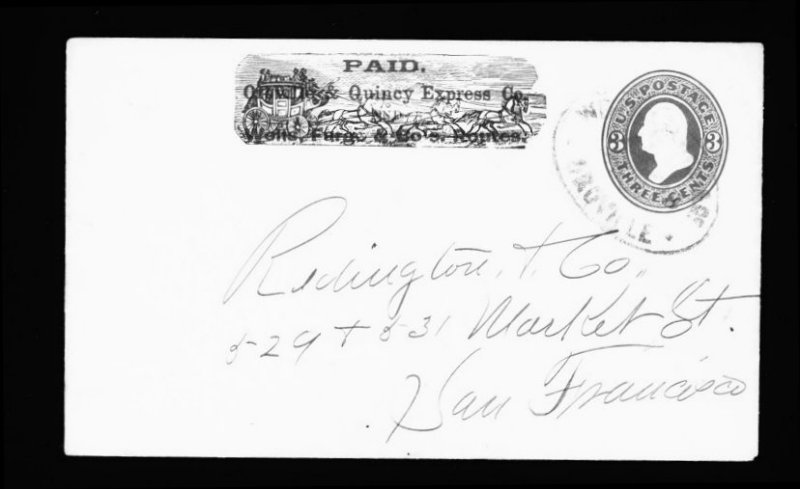 PAID.
Oroville & Quincy Express Co.
Wells, Fargo & Co's. Routes.
U.S. POSTAGE
3 3
THREE CENTS
Redington & Co.
529 + 531 Market St.
San Francisco